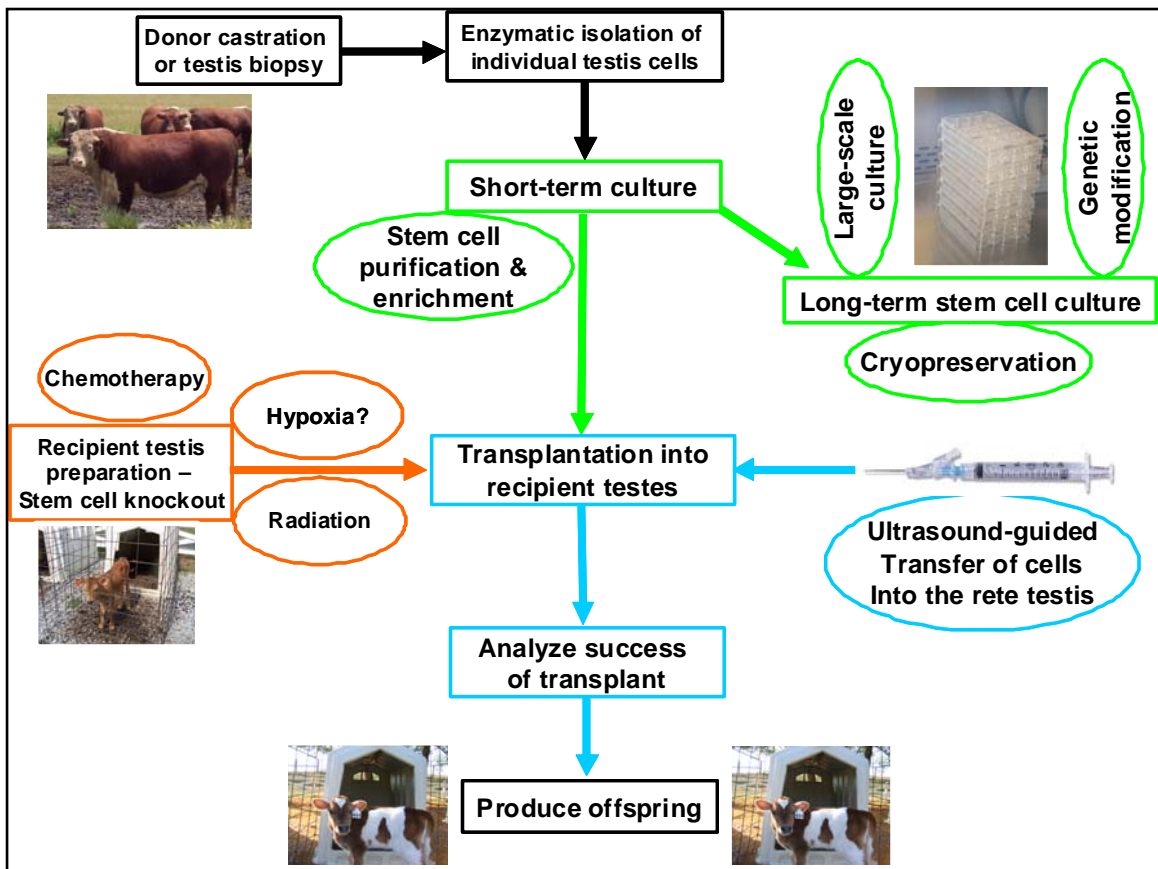 Donor castration
or testis biopsy
Enzymatic isolation of
individual testis cells
Short-term culture
Stem cell
purification &
enrichment
Large-scale
culture
Genetic
modification
Long-term stem cell culture
Cryopreservation
Chemotherapy
Hypoxia?
Recipient testis
preparation –
Stem cell knockout
Radiation
Transplantation into
recipient testes
Ultrasound-guided
Transfer of cells
Into the rete testis
Analyze success
of transplant
Produce offspring